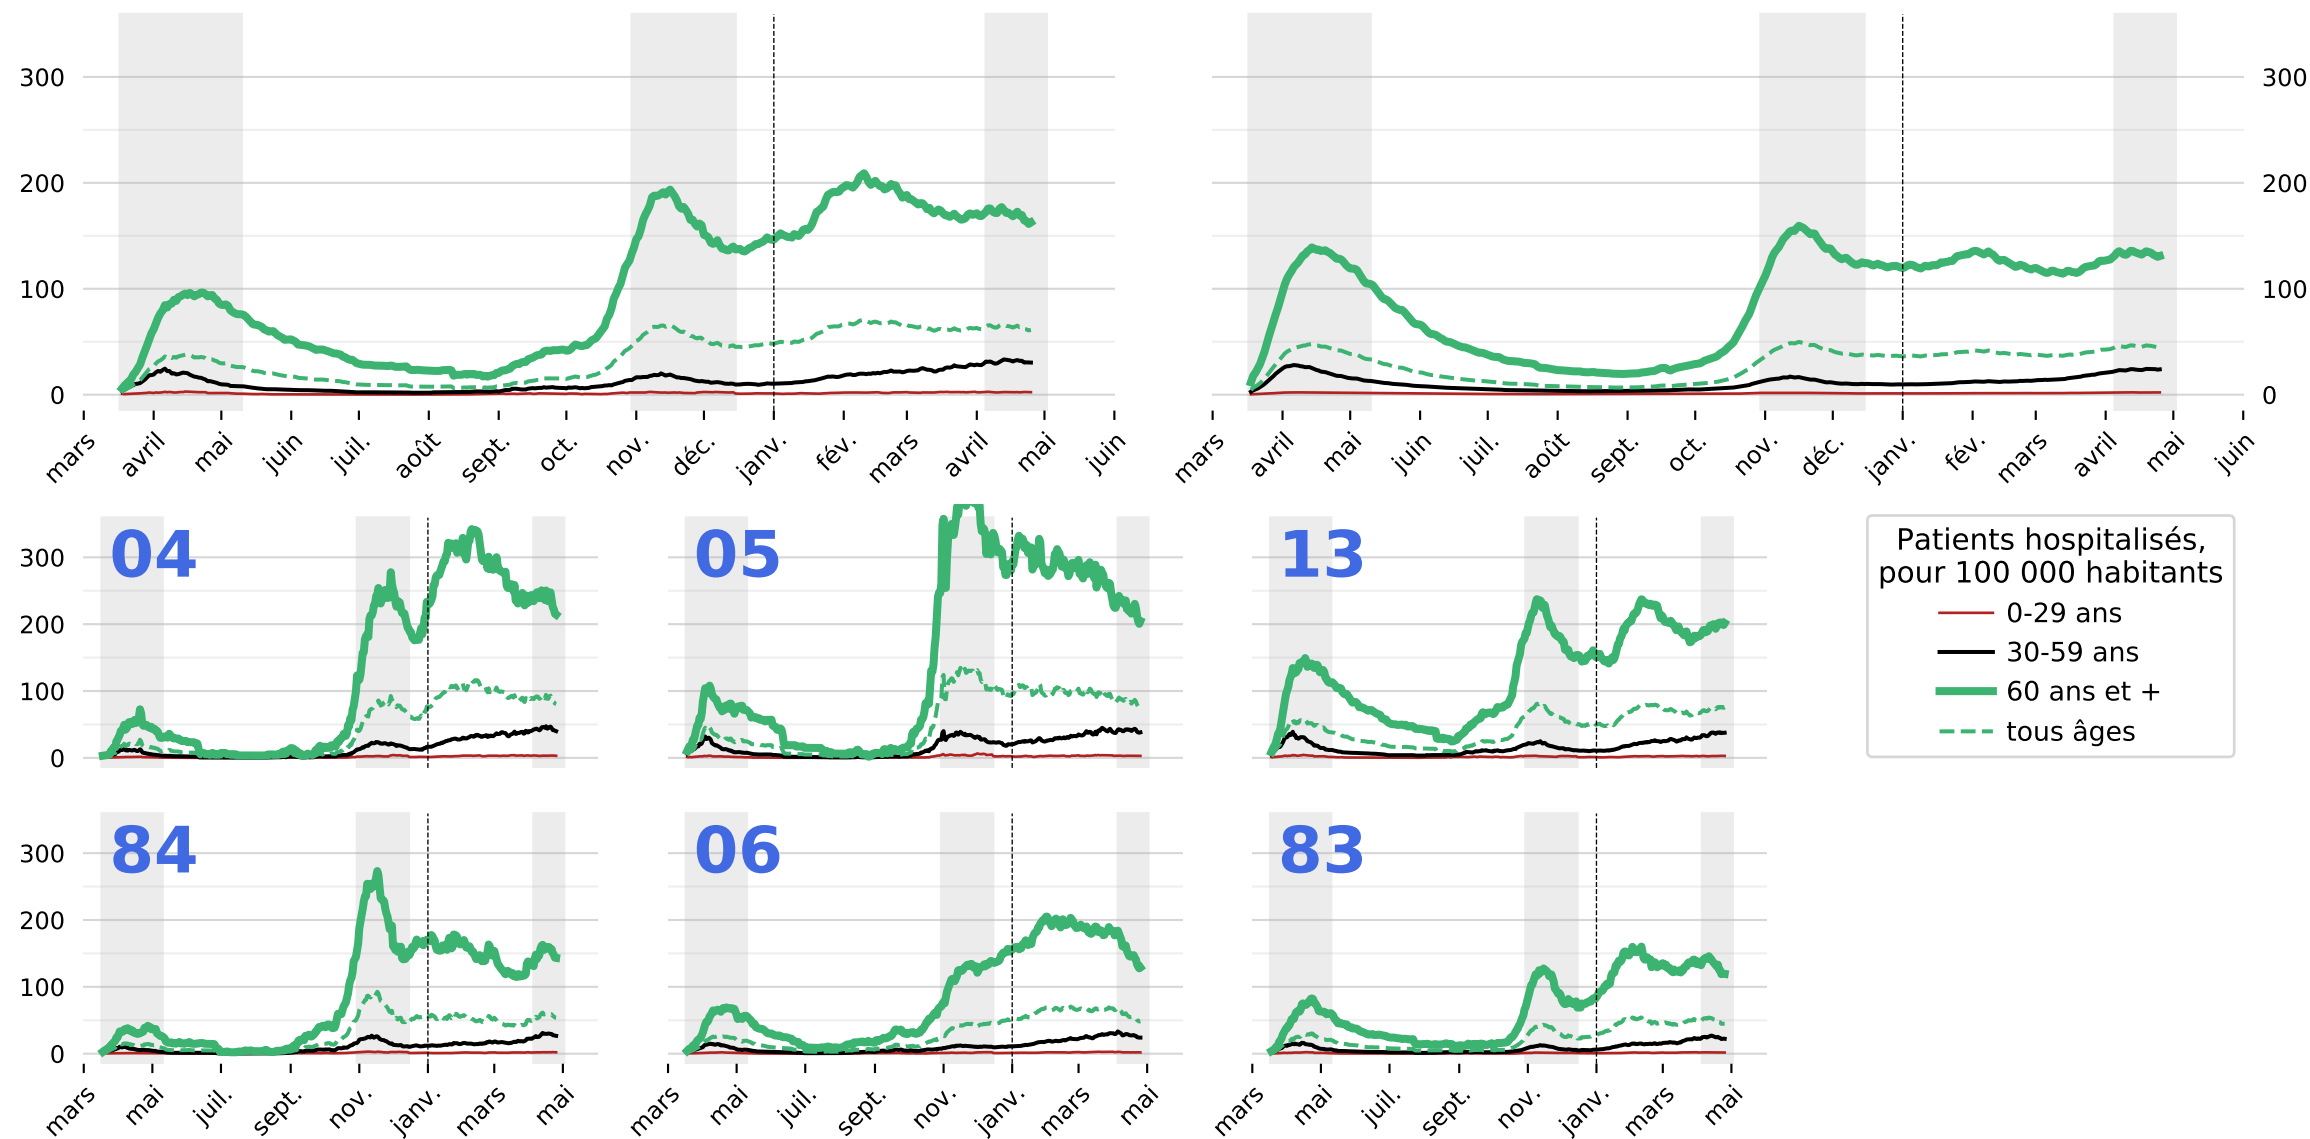 300
200
100
0
mars avril mai juin juil. août sept. oct. nov. déc. janv. fév. mars avril mai juin
300
200
100
0
mars avril mai juin juil. août sept. oct. nov. déc. janv. fév. mars avril mai juin
04
300
200
100
0
05
13
Patients hospitalisés,
pour 100 000 habitants
0-29 ans
30-59 ans
60 ans et +
tous âges
84
300
200
100
0
mars mai juil. sept. nov. janv. mars mai
06
mars mai juil. sept. nov. janv. mars mai
83
mars mai juil. sept. nov. janv. mars mai